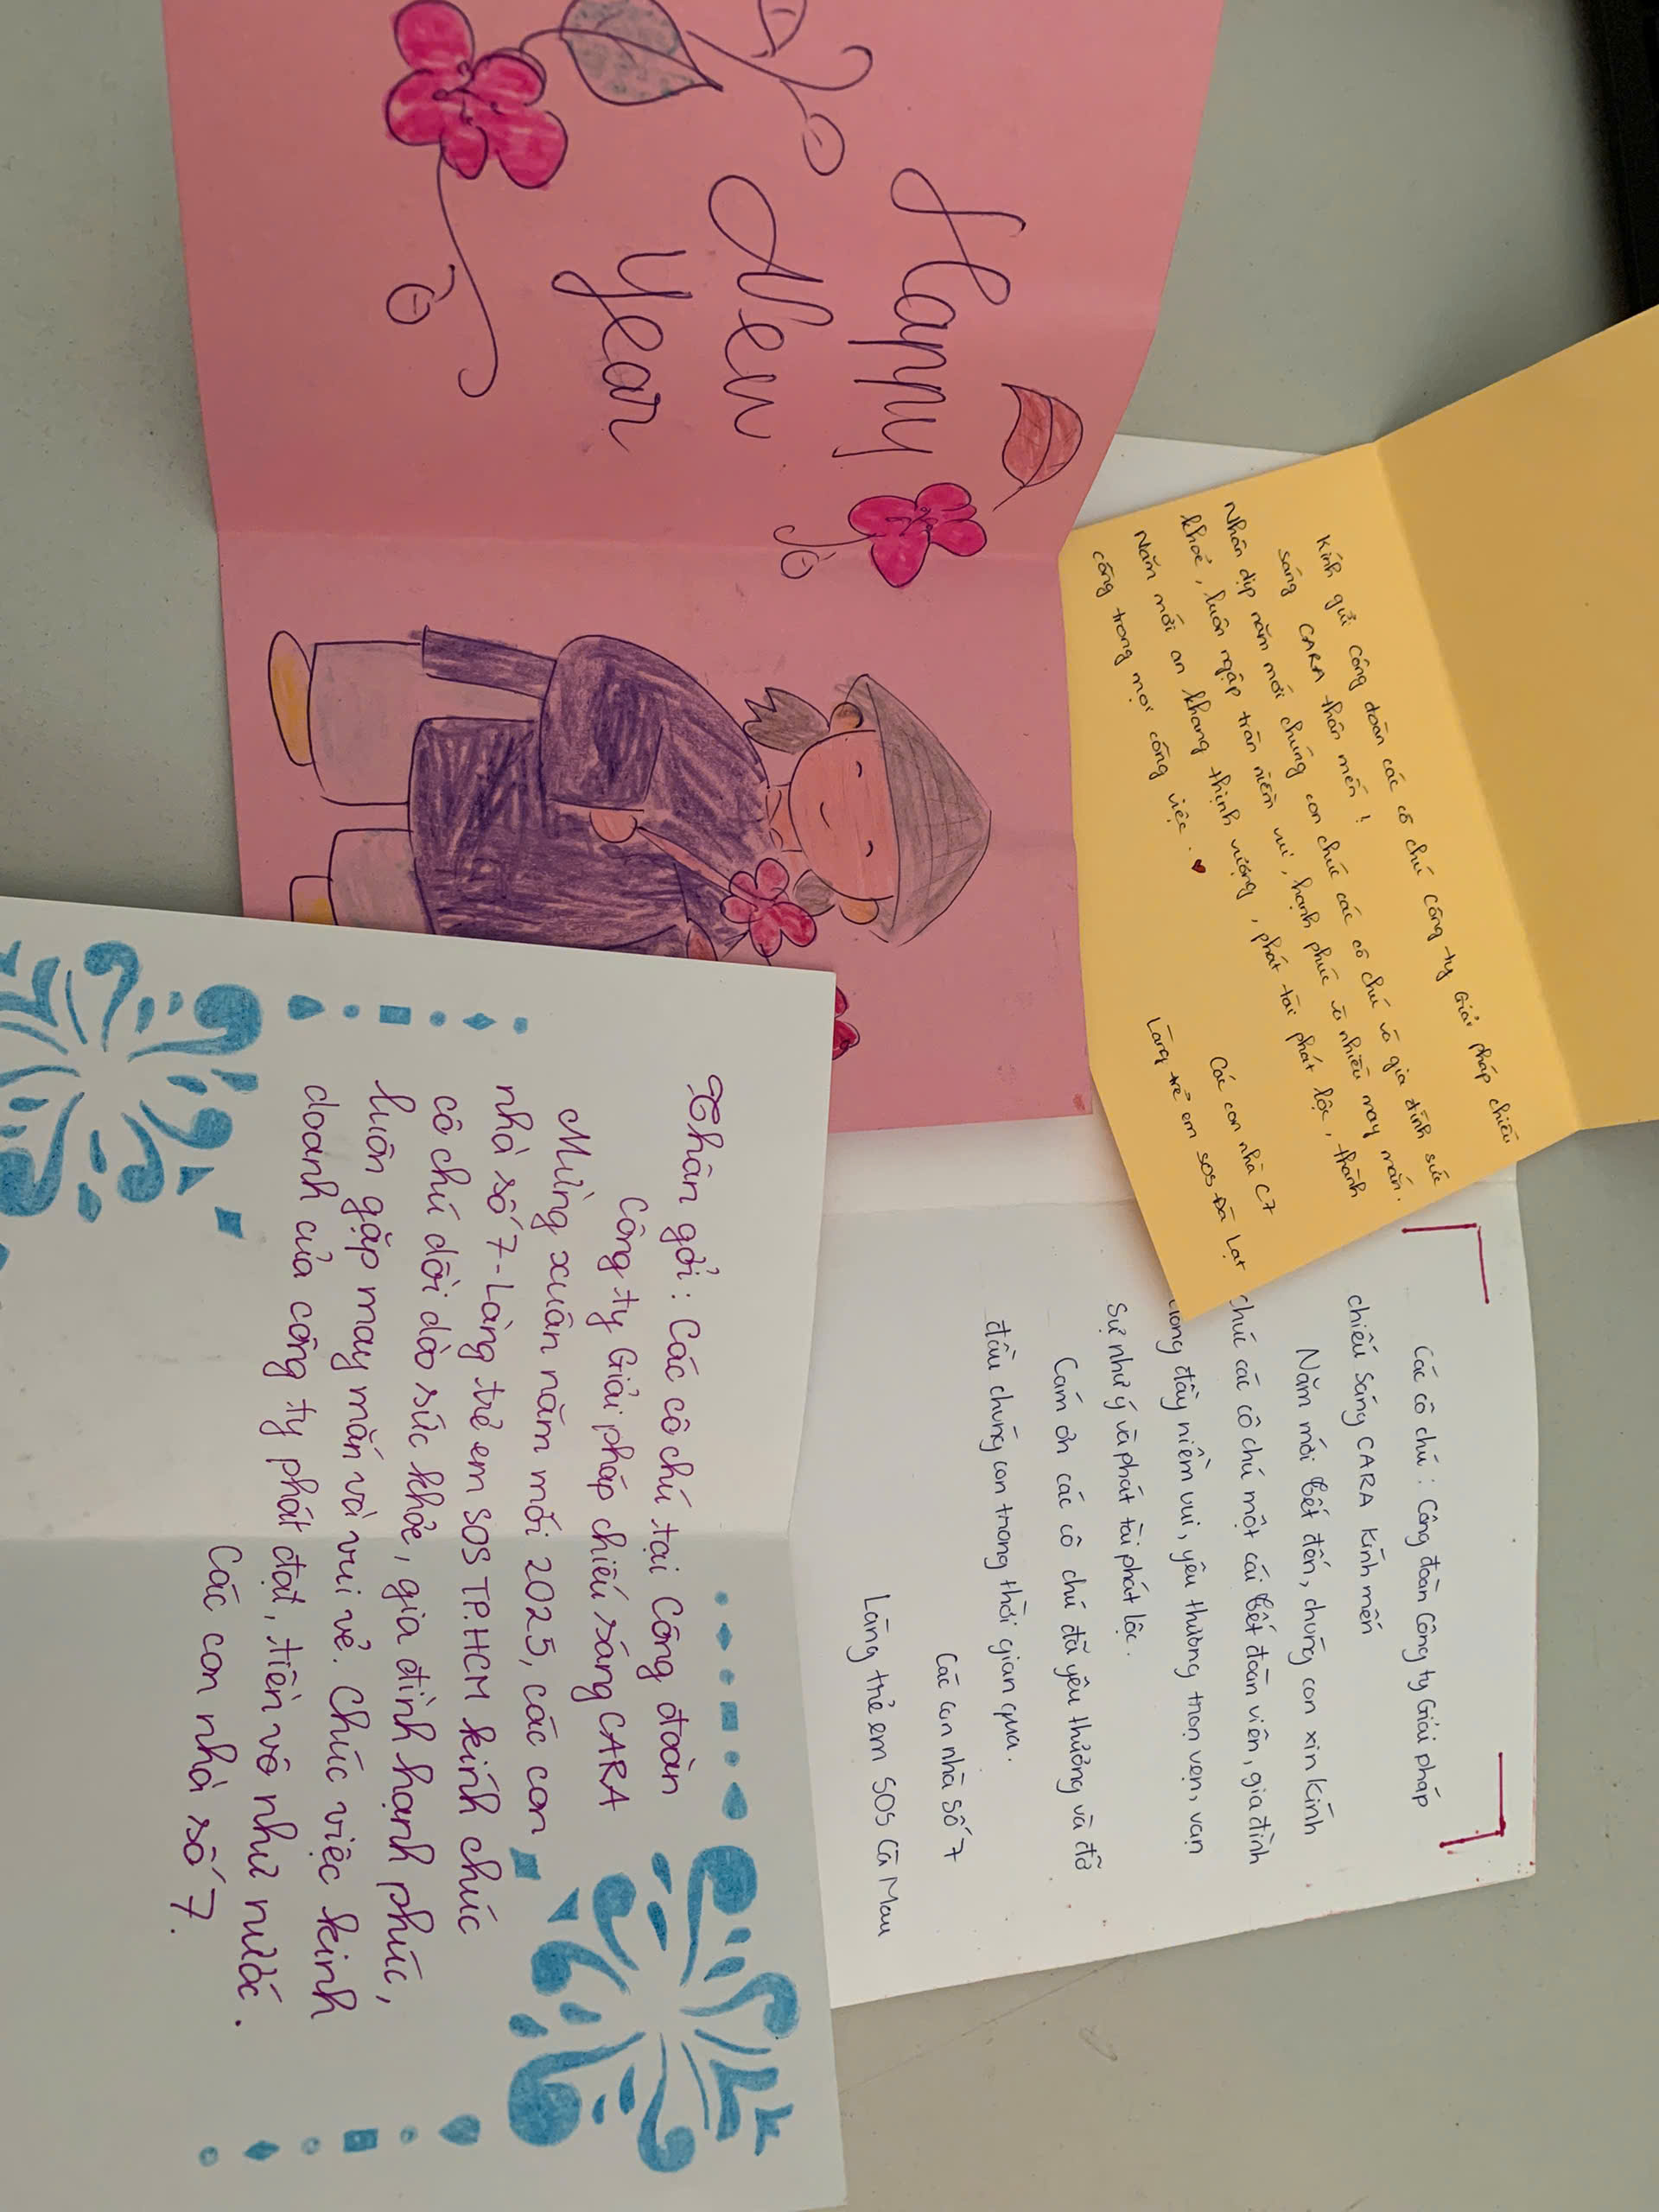 Kính gửi công đoàn các cô chú Công ty Giải pháp chiếu
sáng CARA thân mến !
Nhân dịp năm mới chúng con chúc các cô chú và gia đình sức
khoẻ, luôn ngập tràn niềm vui, hạnh phúc và nhiều may mắn.
Năm mới an khang thịnh vượng, phát tài phát lộc, thành
công trong mọi công việc.
Các con nhà C7
Làng trẻ em SOS Đà Lạt
Các cô chú : Công đoàn Công ty Giải pháp
chiếu Sáng CARA Kính mến
Năm mới Tết đến, chúng con xin Kính
chúc các cô chú một cái Tết đoàn viên, gia đình
đầy niềm vui, yêu thương trọn vẹn, vạn
Sự như ý và phát tài phát lộc.
Cám ơn các cô chú đã yêu thương và đỡ
đầu chúng con trong thời gian qua.
Các con nhà Số 7
Làng trẻ em SOS Cà Mau
Happy
New
Year
Thân gởi: Các cô chú tại Công đoàn
Công ty Giải pháp chiếu sáng CARA
Mừng xuân năm mới 2025, các con
nhà số 7-Làng trẻ em SOS TP.HCM kính chúc
cô chú dồi dào sức khỏe, gia đình hạnh phúc,
luôn gặp may mắn và vui vẻ. Chúc việc kinh
doanh của công ty phát đạt, tiền vô như nước.
Các con nhà số 7.